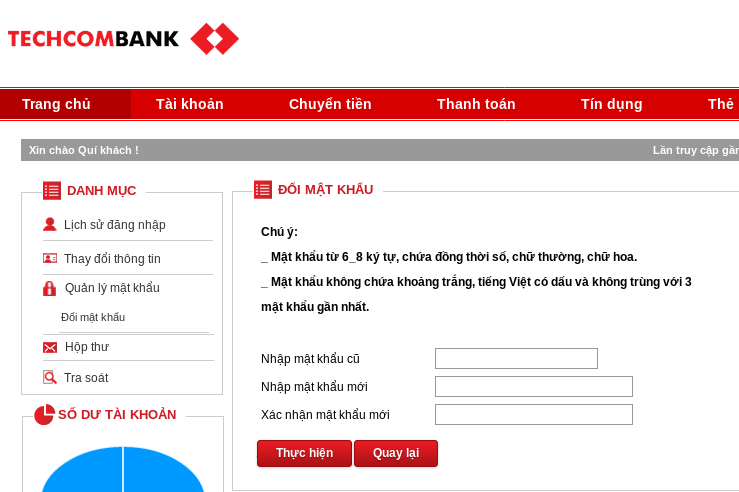 TECHCOMBANK
Trang chủ Tài khoản Chuyển tiền Thanh toán Tín dụng Thẻ
Xin chào Quí khách ! Lần truy cập gần
DANH MỤC
Lịch sử đăng nhập
Thay đổi thông tin
Quản lý mật khẩu
Đổi mật khẩu
Hộp thư
Tra soát
SỐ DƯ TÀI KHOẢN
ĐỔI MẬT KHẨU
Chú ý:
_ Mật khẩu từ 6_8 ký tự, chứa đồng thời số, chữ thường, chữ hoa.
_ Mật khẩu không chứa khoảng trắng, tiếng Việt có dấu và không trùng với 3
mật khẩu gần nhất.
Nhập mật khẩu cũ
Nhập mật khẩu mới
Xác nhận mật khẩu mới
Thực hiện Quay lại